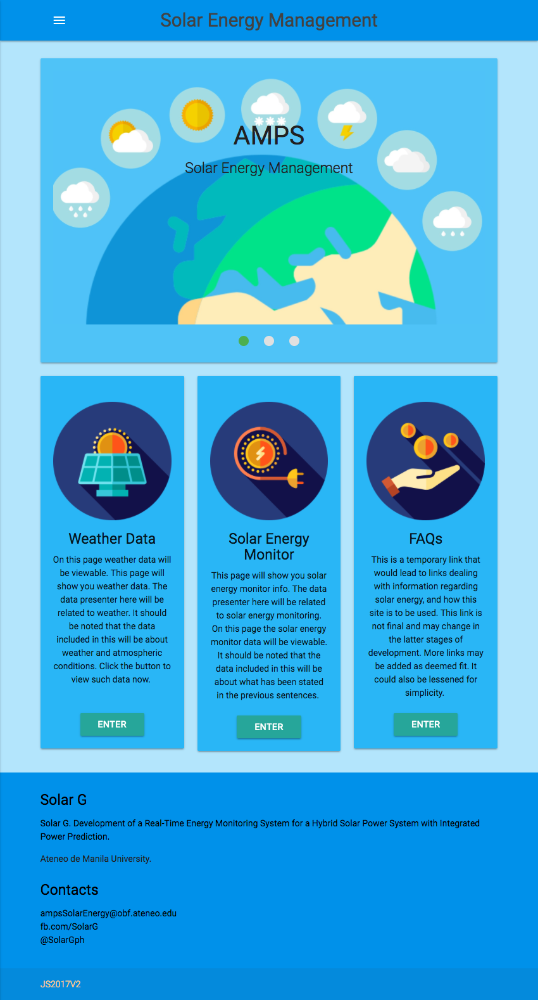 Solar Energy Management
AMPS
Solar Energy Management
Weather Data
On this page weather data will
be viewable. This page will
show you weather data. The
data presenter here will be
related to weather. It should
be noted that the data
included in this will be about
weather and atmospheric
conditions. Click the button to
view such data now.
ENTER
Solar Energy
Monitor
This page will show you solar
energy monitor info. The data
presenter here will be related
to solar energy monitoring.
On this page the solar energy
monitor data will be viewable.
It should be noted that the
data included in this will be
about what has been stated
in the previous sentences.
ENTER
FAQs
This is a temporary link that
would lead to links dealing
with information regarding
solar energy, and how this
site is to be used. This link is
not final and may change in
the latter stages of
development. More links may
be added as deemed fit. It
could also be lessened for
simplicity.
ENTER
Solar G
Solar G. Development of a Real-Time Energy Monitoring System for a Hybrid Solar Power System with Integrated
Power Prediction.
Ateneo de Manila University.
Contacts
ampsSolarEnergy@obf.ateneo.edu
fb.com/SolarG
@SolarGph
JS2017V2